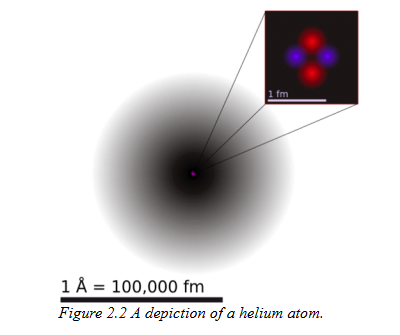 1 fm
1 Å = 100,000 fm
Figure 2.2 A depiction of a helium atom.